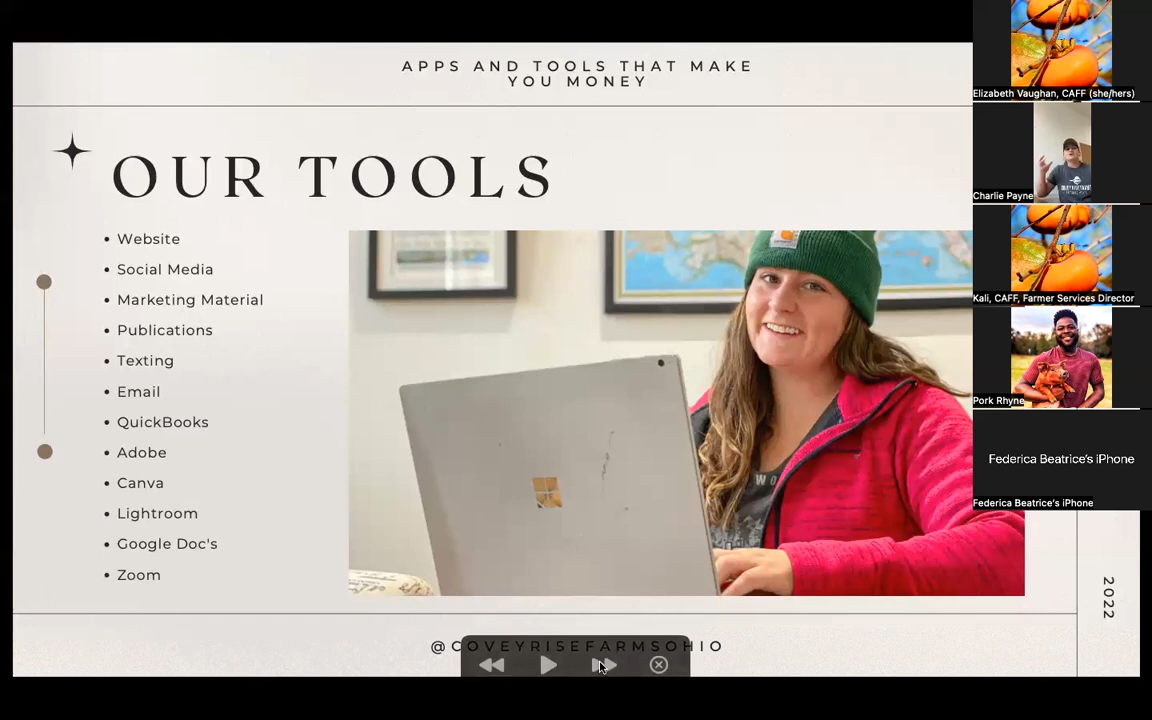 APPS AND TOOLS THAT MAKE
YOU MONEY
OUR TOOLS
• Website
• Social Media
• Marketing Material
• Publications
• Texting
• Email
• QuickBooks
• Adobe
• Canva
• Lightroom
• Google Doc's
• Zoom
2022
@COVEYRISEFARMSOHIO
Elizabeth Vaughan, CAFF (she/hers)
Charlie Payne
Kali, CAFF, Farmer Services Director
Pork Rhyne
Federica Beatrice's iPhone
Federica Beatrice's iPhone